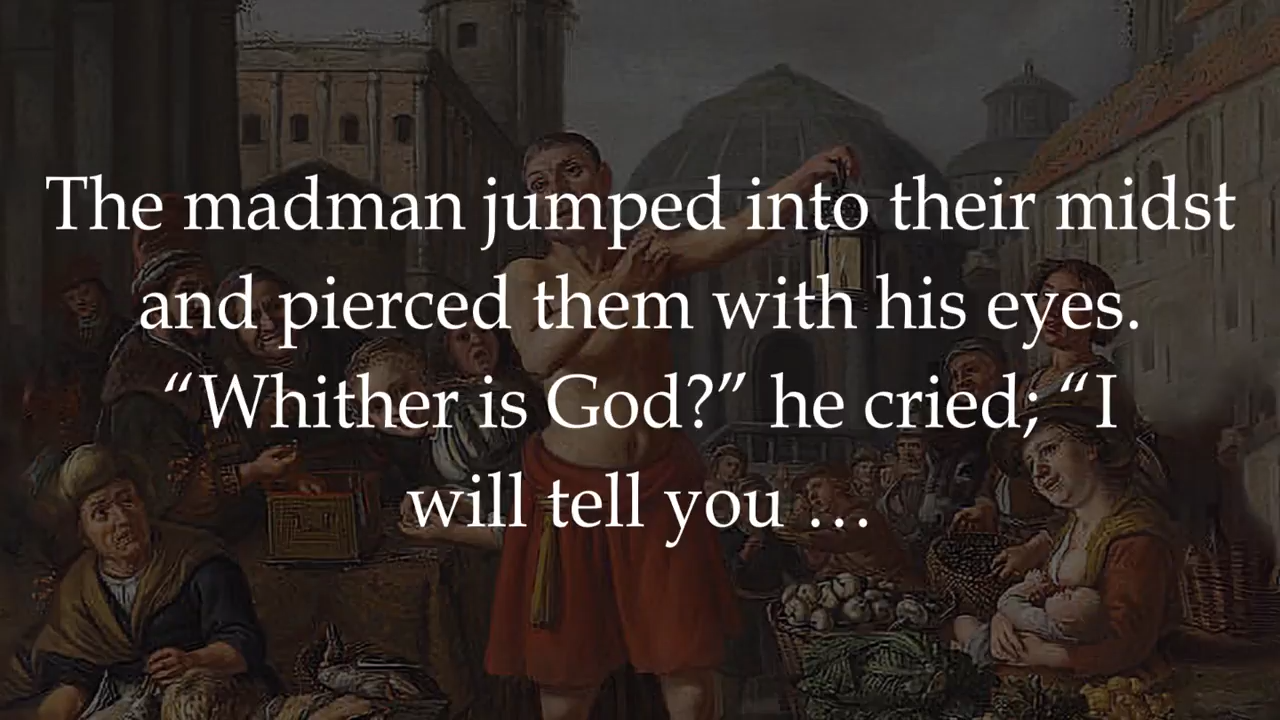 The madman jumped into their midst
and pierced them with his eyes.
“Whither is God?” he cried; “I
will tell you …